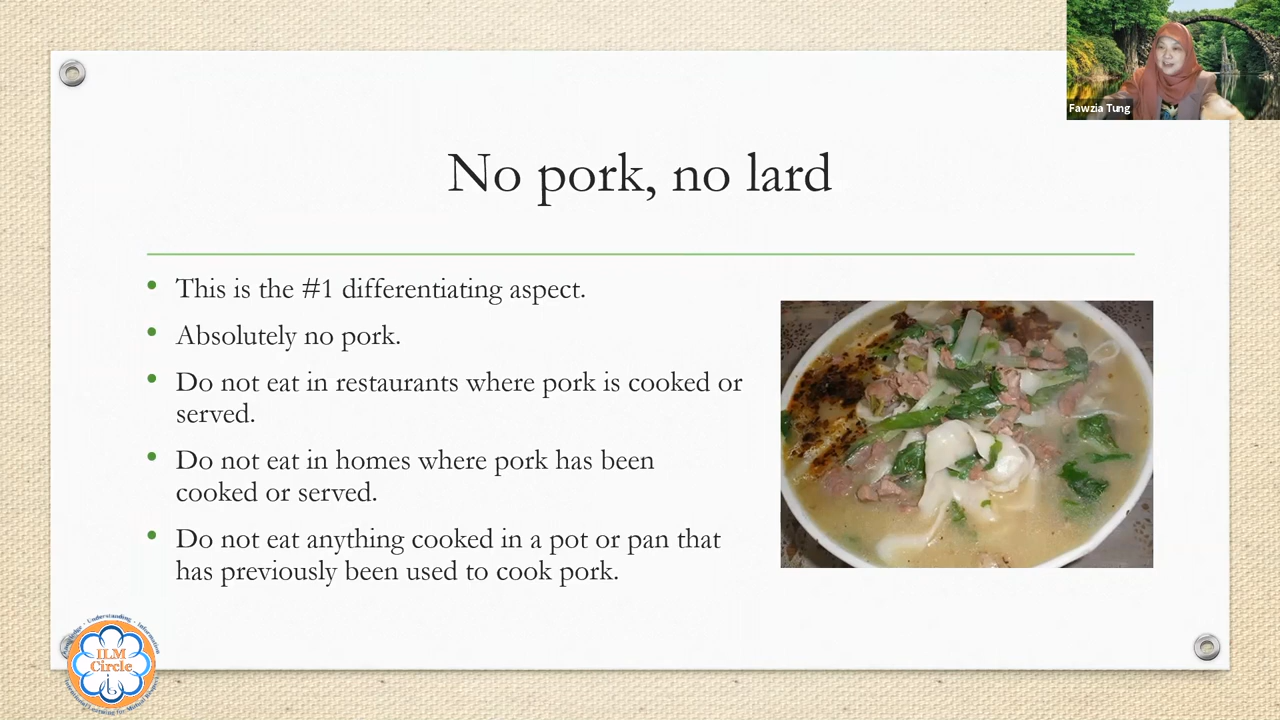 Fawzia Tung
No pork, no lard
This is the #1 differentiating aspect.
Absolutely no pork.
Do not eat in restaurants where pork is cooked or
served.
Do not eat in homes where pork has been
cooked or served.
Do not eat anything cooked in a pot or pan that
has previously been used to cook pork.
Understanding - Information
ILM
Circle